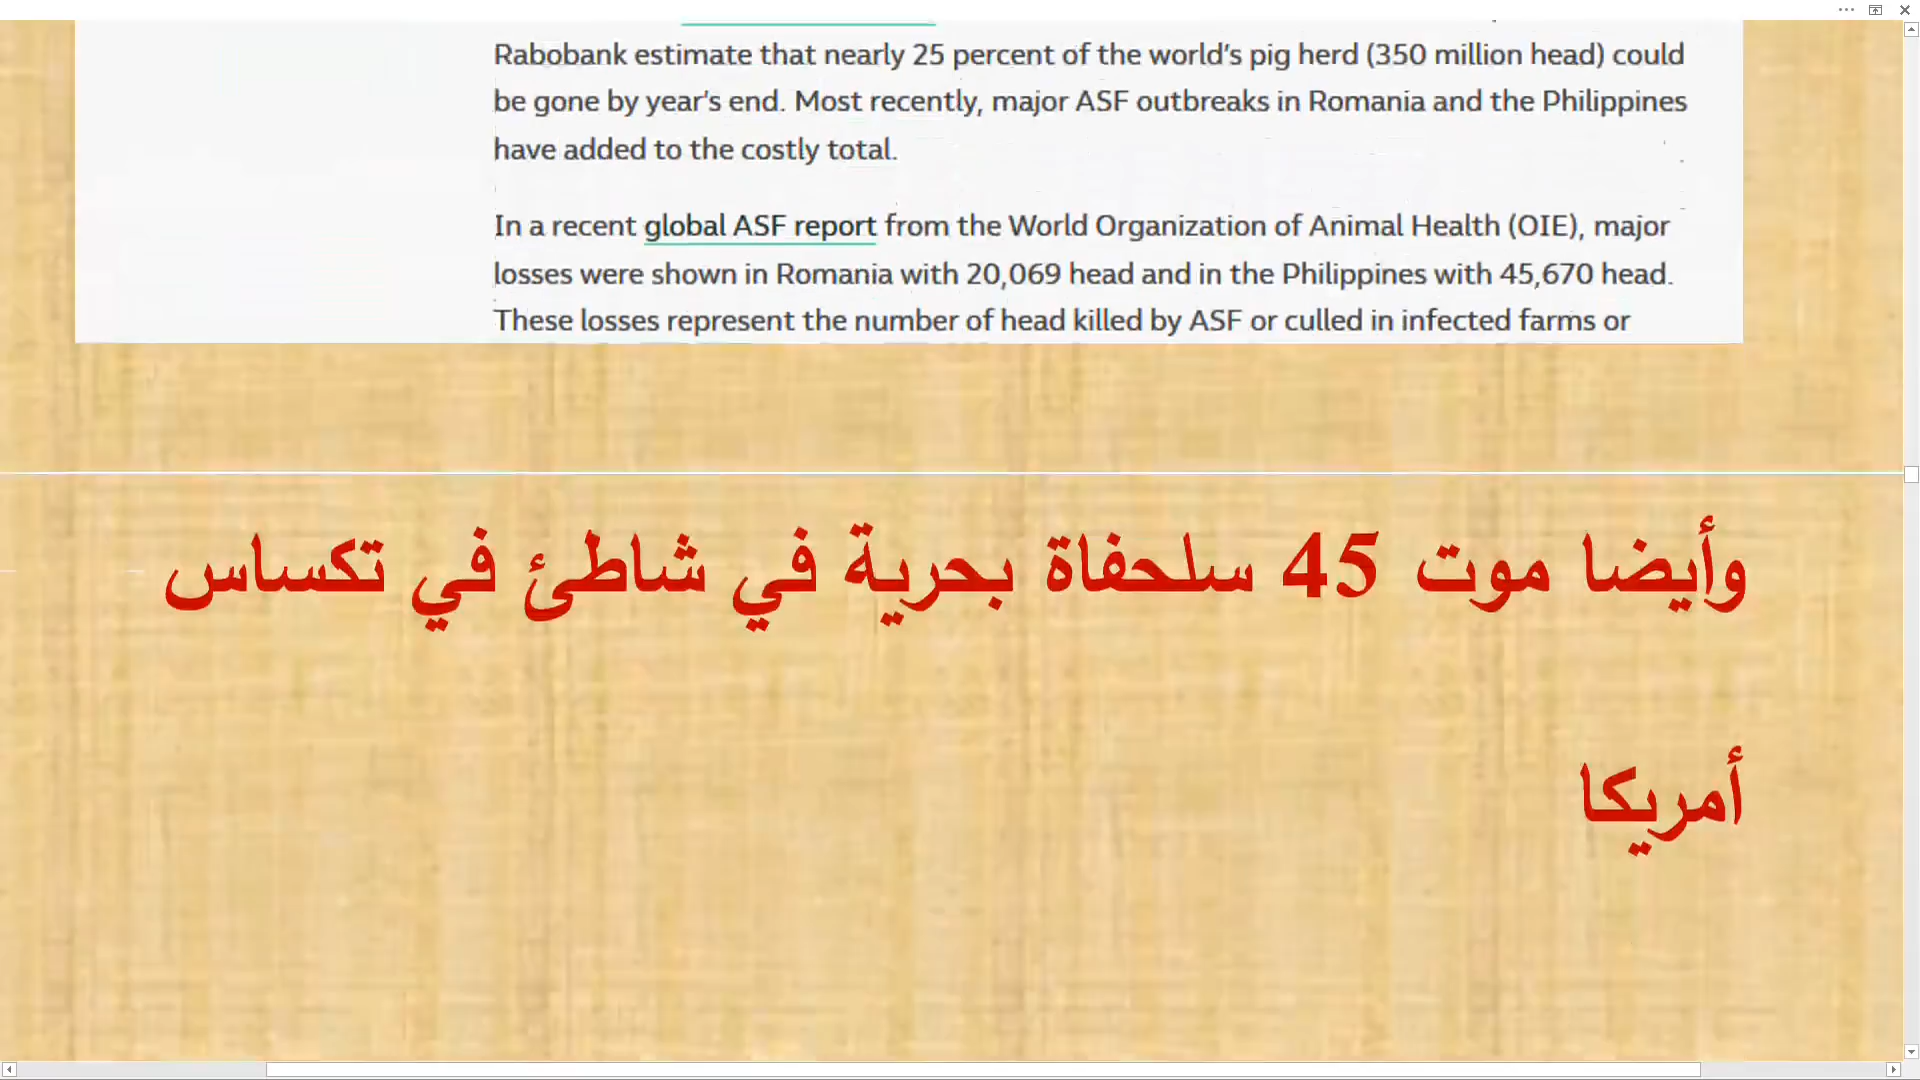 Rabobank estimate that nearly 25 percent of the world's pig herd (350 million head) could
be gone by year's end. Most recently, major ASF outbreaks in Romania and the Philippines
have added to the costly total.
In a recent global ASF report from the World Organization of Animal Health (OIE), major
losses were shown in Romania with 20,069 head and in the Philippines with 45,670 head.
These losses represent the number of head killed by ASF or culled in infected farms or
وأيضا موت 45 سلحفاة بحرية في شاطئ في تكساس
أمريكا